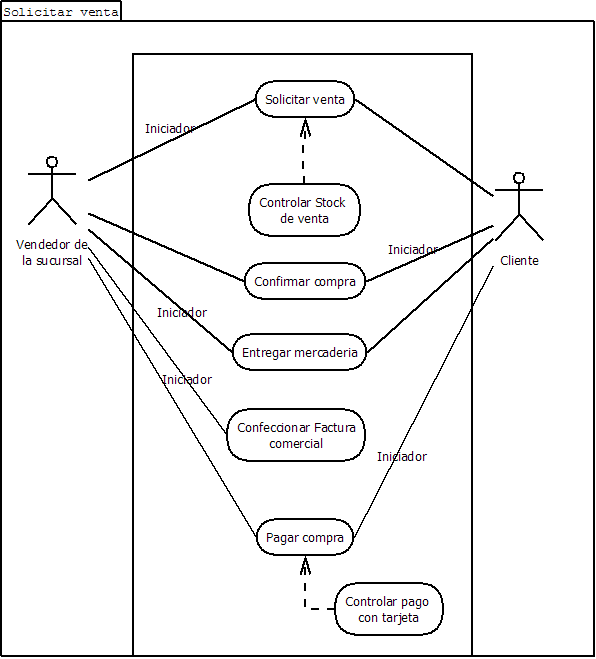 Solicitar venta
Solicitar venta
Iniciador
Controlar Stock
de venta
Vendedor de
la sucursal
Iniciador
Cliente
Confirmar compra
Iniciador
Entregar mercaderia
Iniciador
Confeccionar Factura
comercial
Iniciador
Pagar compra
Controlar pago
con tarjeta